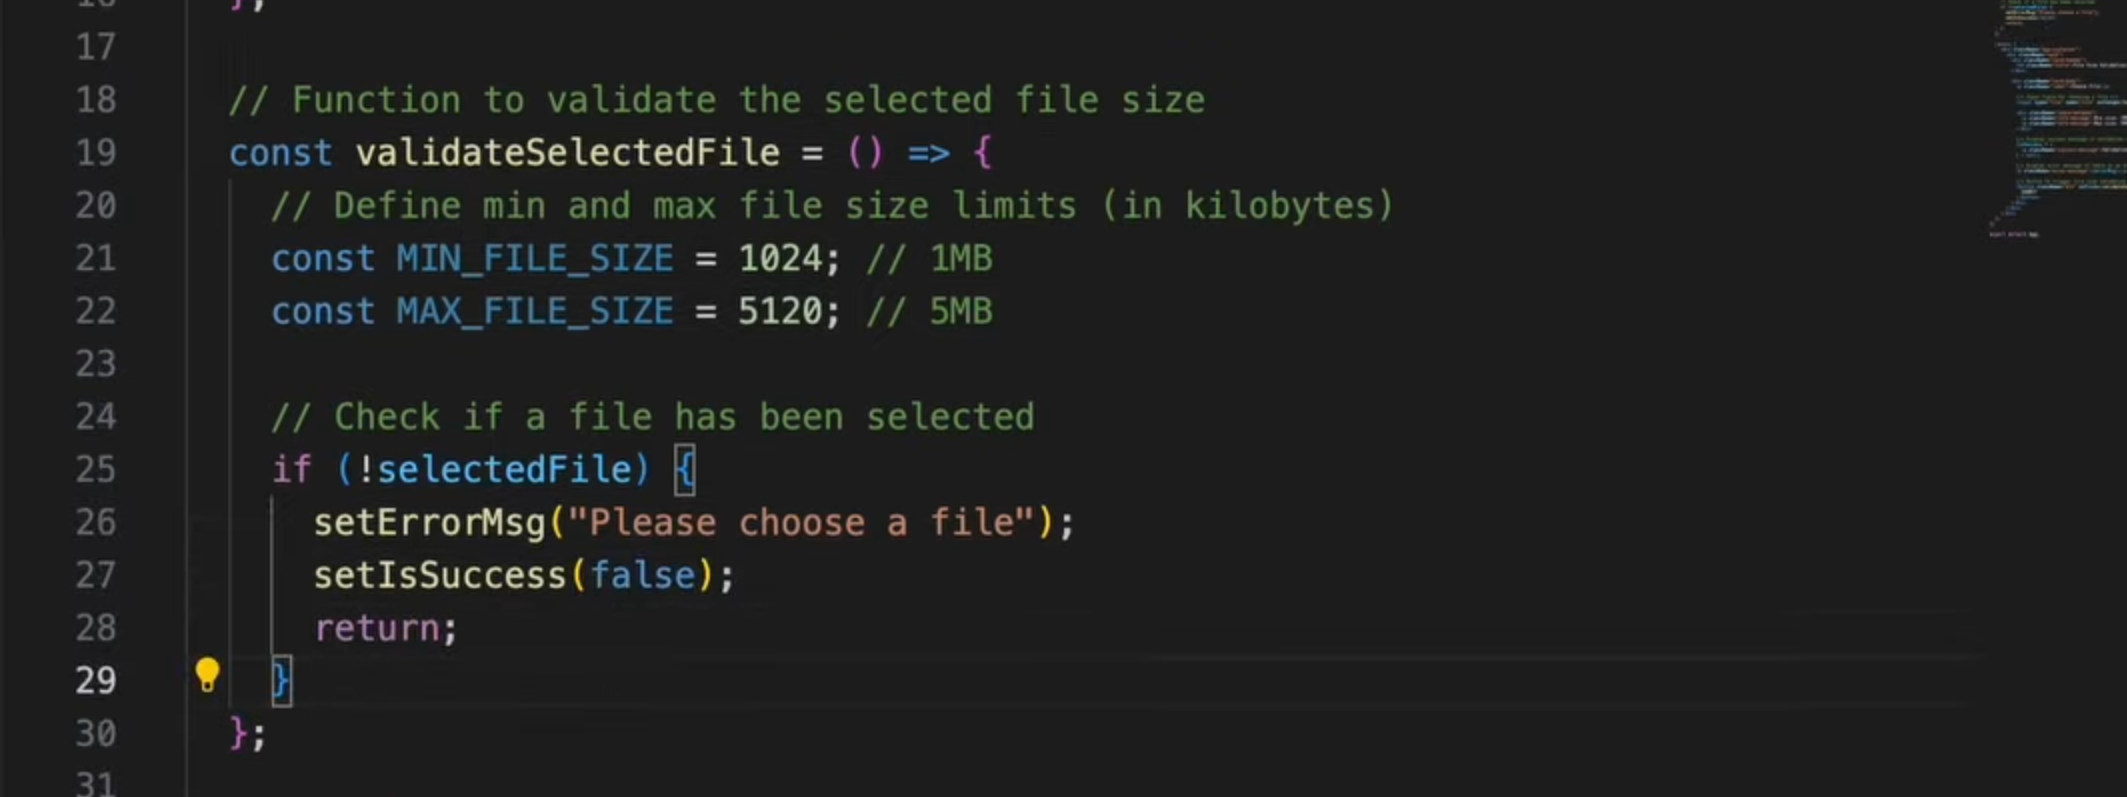 };
17
18 // Function to validate the selected file size
19 const validateSelectedFile = () => {
20 // Define min and max file size limits (in kilobytes)
21 const MIN_FILE_SIZE = 1024; // 1MB
22 const MAX_FILE_SIZE = 5120; // 5MB
23
24 // Check if a file has been selected
25 if (!selectedFile) {
26 setErrorMsg("Please choose a file");
27 setIsSuccess(false);
28 return;
29 }
30 };
31